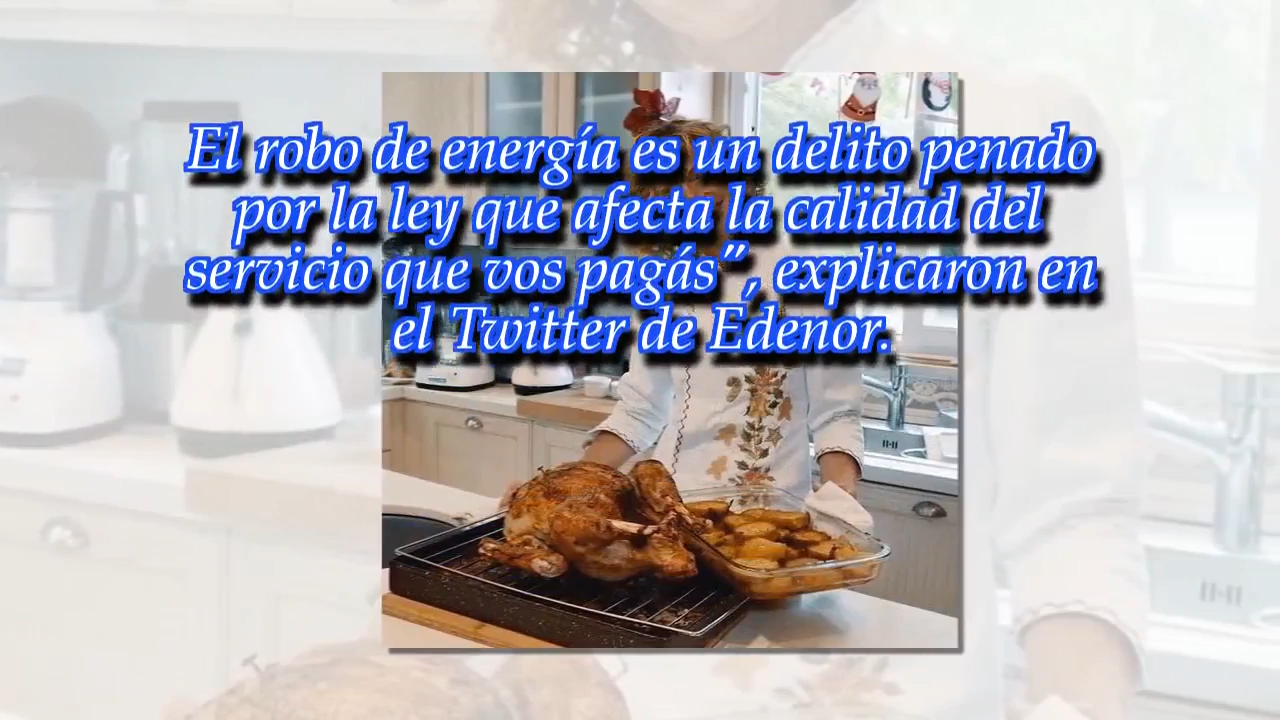 El robo de energía es un delito penado
por la ley que afecta la calidad del
servicio que vos pagás”, explicaron en
el Twitter de Edenor.